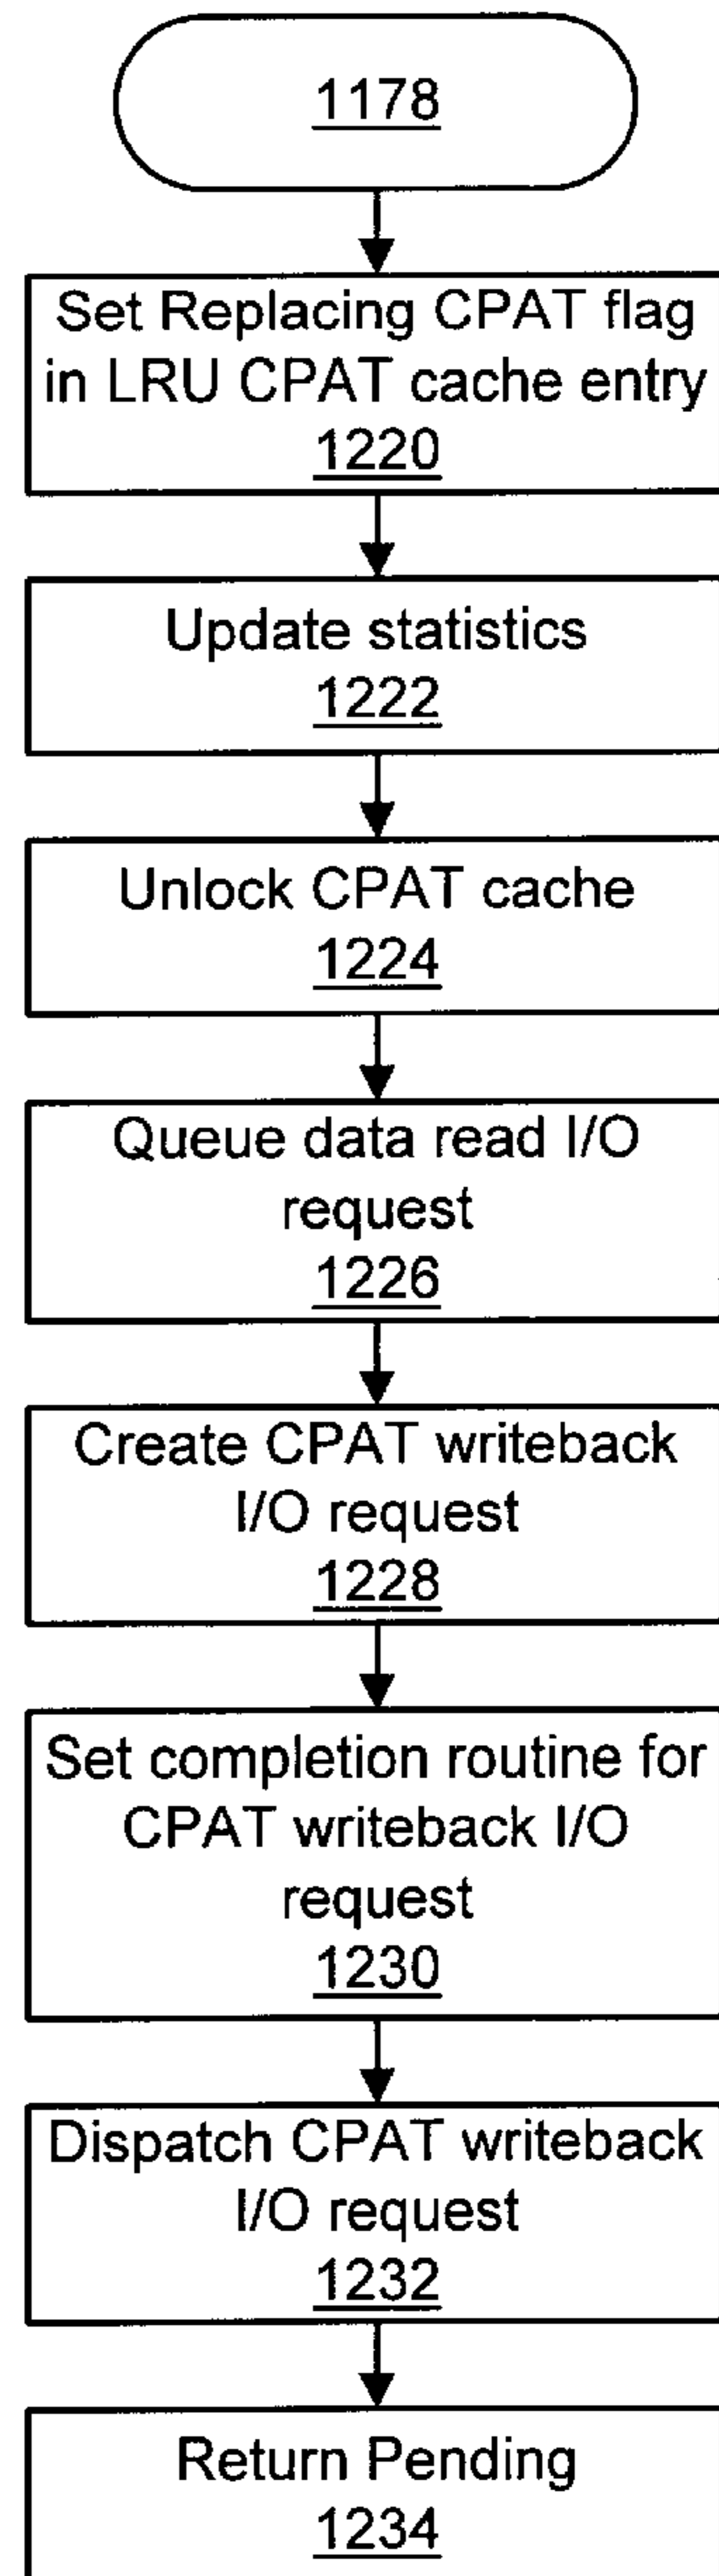 1178
Set Replacing CPAT flag
in LRU CPAT cache entry
1220
Update statistics
1222
Unlock CPAT cache
1224
Queue data read I/O
request
1226
Create CPAT writeback
I/O request
1228
Set completion routine for
CPAT writeback I/O
request
1230
Dispatch CPAT writeback
I/O request
1232
Return Pending
1234